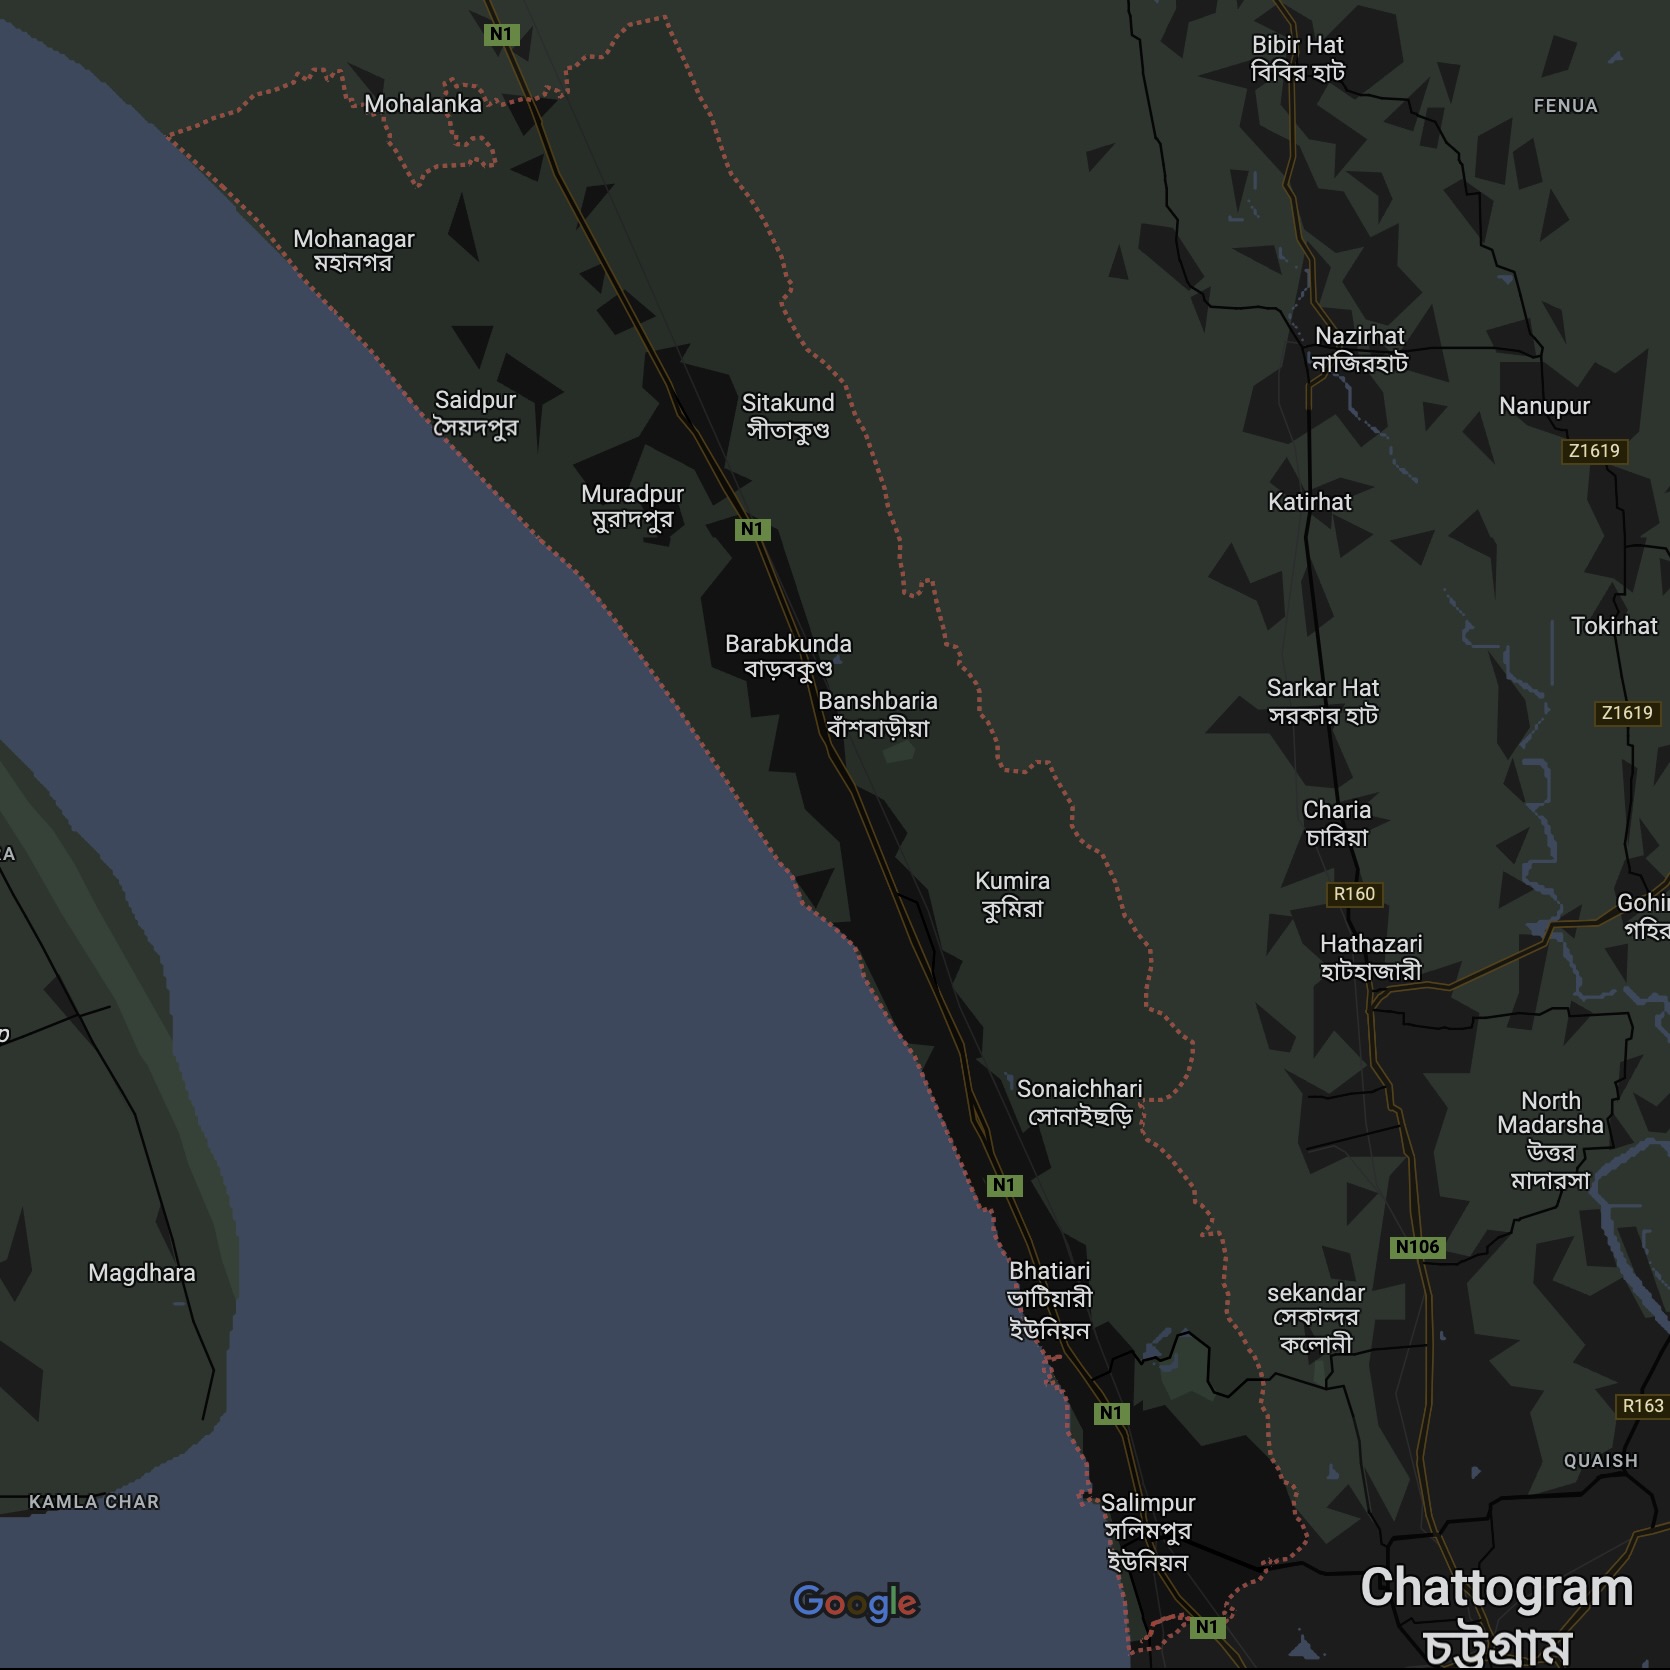 N1
Bibir Hat
বিবির হাট
FENUA
Mohalanka
Mohanagar
মহানগর
Nazirhat
নাজিরহাট
Saidpur
সৈয়দপুর
Sitakund
সীতাকুণ্ড
Nanupur
Z1619
Muradpur
মুরাদপুর
Katirhat
N1
Tokirhat
Barabkunda
বাড়বকুণ্ড
Banshbaria
বাঁশবাড়ীয়া
Sarkar Hat
সরকার হাট
Z1619
Charia
চারিয়া
Kumira
কুমিরা
R160
Hathazari
হাটহাজারী
Sonaichhari
সোনাইছড়ি
North
Madarsha
উত্তর
মাদারসা
N1
N106
Magdhara
Bhatiari
ভাটিয়ারী
ইউনিয়ন
sekandar
সেকান্দর
কলোনী
N1
R163
QUAISH
KAMLA CHAR
Salimpur
সলিমপুর
ইউনিয়ন
Google
N1
Chattogram
চট্টগ্রাম